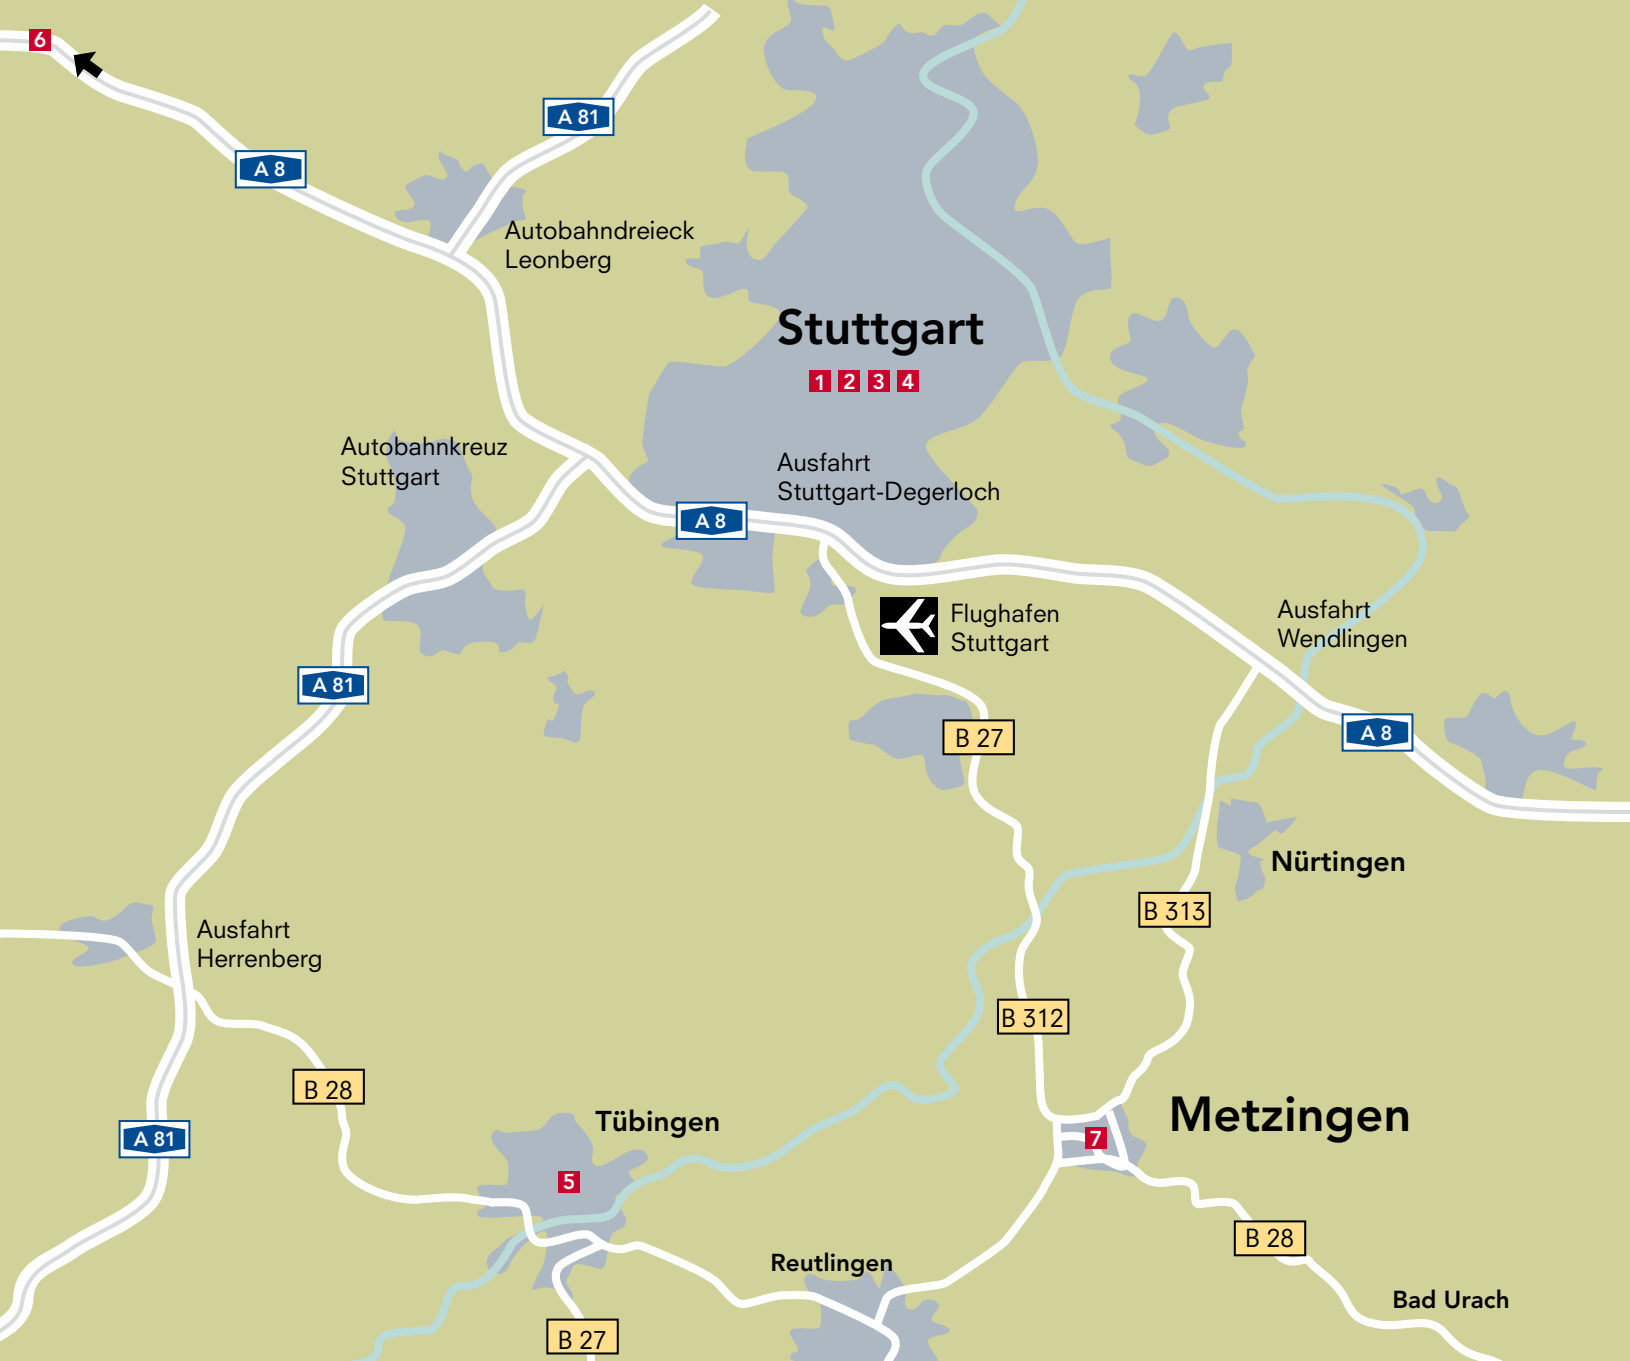 6
A 81
A 8
Autobahndreieck
Leonberg
Stuttgart
1 2 3 4
Autobahnkreuz
Stuttgart
Ausfahrt
Stuttgart-Degerloch
A 8
Flughafen
Stuttgart
Ausfahrt
Wendlingen
A 81
B 27
A 8
Nürtingen
B 313
Ausfahrt
Herrenberg
B 312
B 28
Metzingen
Tübingen
A 81
7
5
B 28
Reutlingen
Bad Urach
B 27